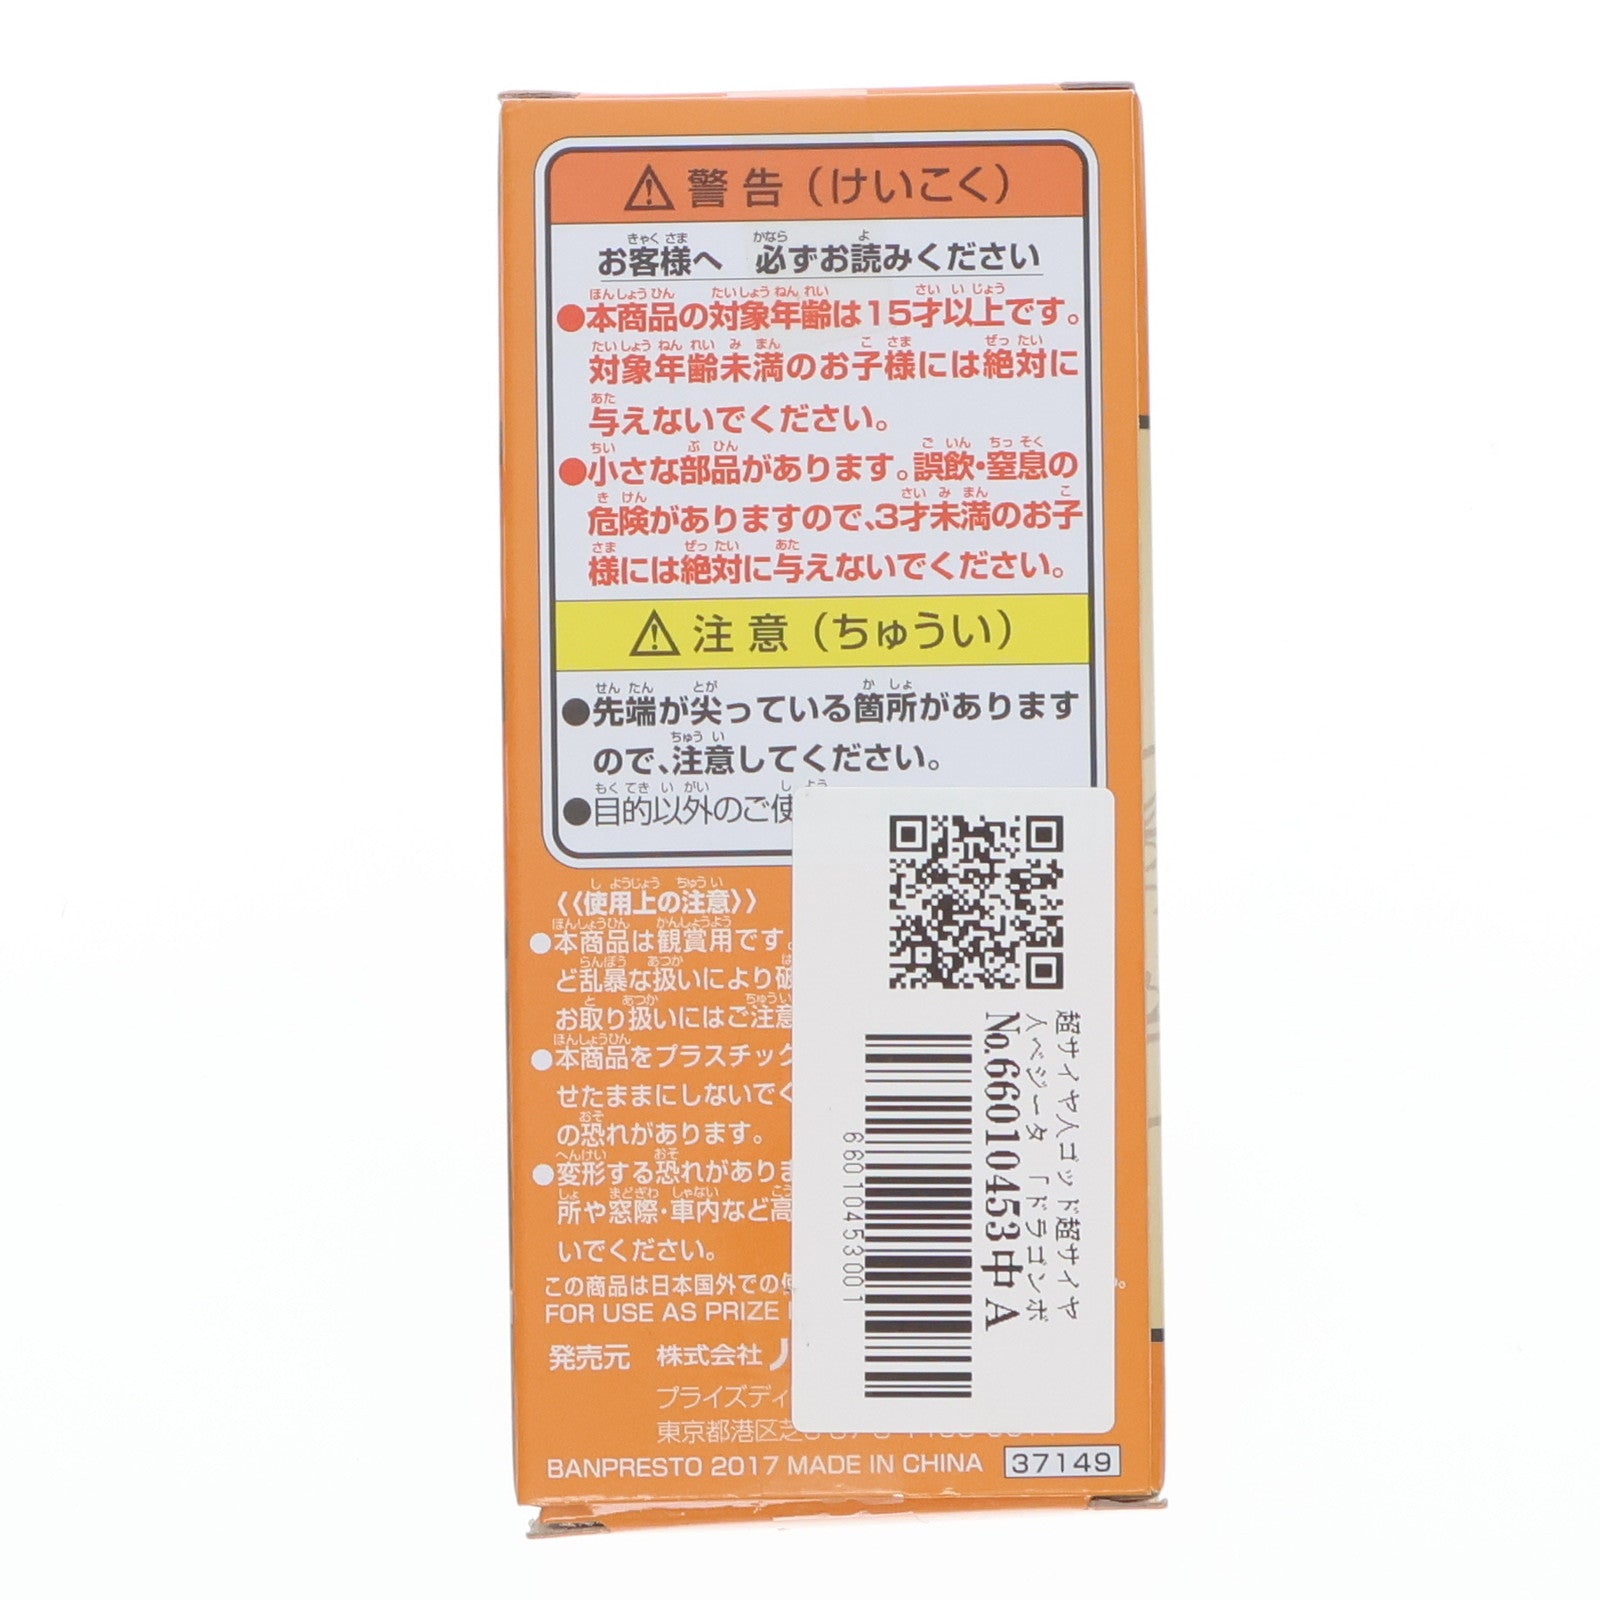 警告（けいこく）
お客様へ 必ずお読みください
●本商品の対象年齢は15才以上です。
対象年齢未満のお子様には絶対に
与えないでください。
●小さな部品があります。誤飲・窒息の
危険がありますので、3才未満のお子
様には絶対に与えないでください。
注意（ちゅうい）
●先端が尖っている箇所があります
ので、注意してください。
●目的以外のご使
《使用上の注意》
●本商品は観賞用です。
ど乱暴な扱いにより破
お取り扱いにはご注意
●本商品をプラスチック
せたままにしないでく
の恐れがあります。
●変形する恐れがありま
所や窓際・車内など高
いでください。
この商品は日本国外での使
FOR USE AS PRIZE
発売元 株式会社
プライズディ
東京都港区芝
BANPRESTO 2017 MADE IN CHINA 37149
超サイヤ人ゴッド超サイヤ
人ベジータ 「ドラゴンボ
No.660104453中 A
660104453001